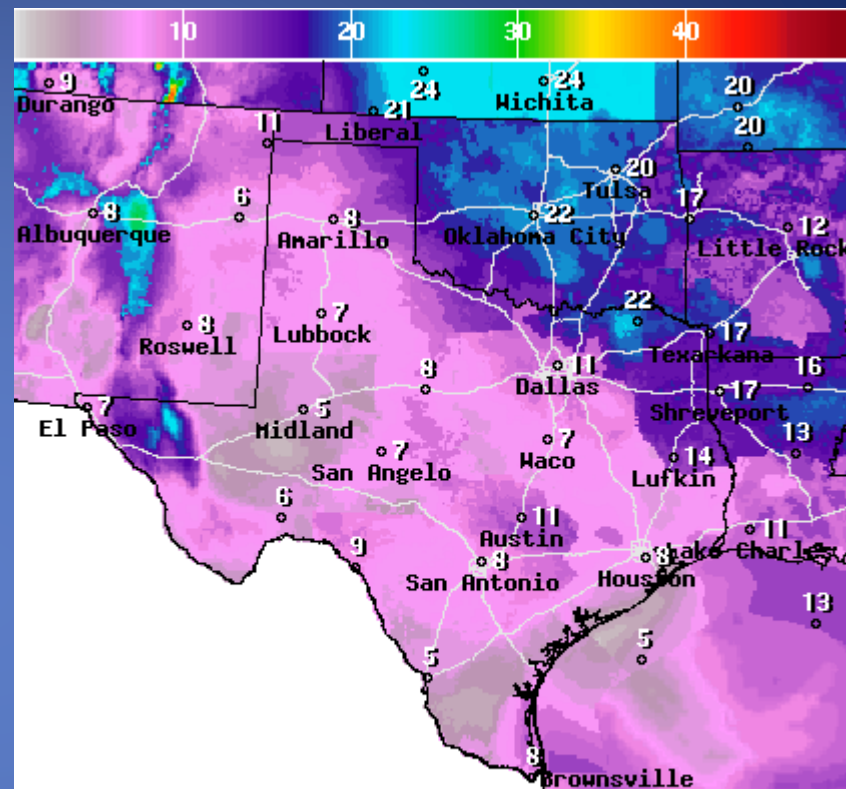 10 20 30 40
9
Durango
24
24
Wichita
21
Liberal
20
20
11
20
Tulsa
8
Albuquerque
6
8
Amarillo
22
Oklahoma City
17
12
Little Rock
8
Roswell
7
Lubbock
22
17
Texarkana
11
Dallas
8
16
17
Shreveport
7
El Paso
5
Midland
7
San Angelo
7
Waco
14
Lufkin
13
6
11
Austin
11
Lake Charles
9
8
San Antonio
8
Houston
13
5
5
8
Brownsville